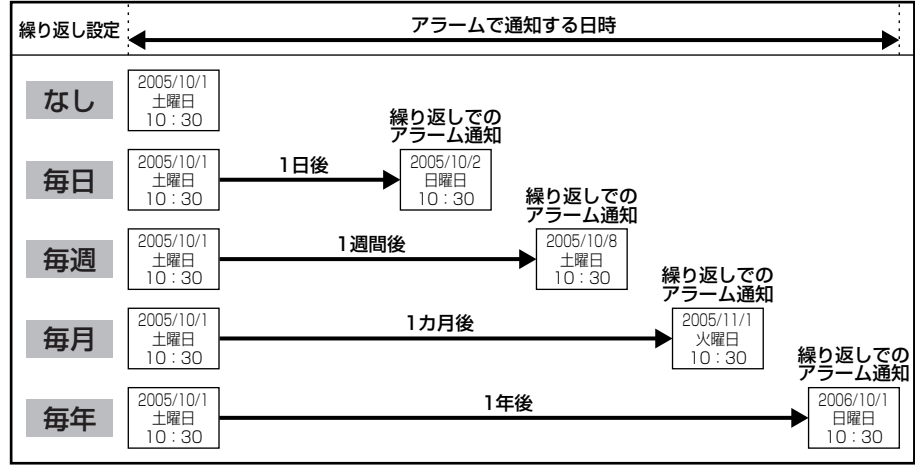 繰り返し設定
アラームで通知する日時
なし
2005/10/1
土曜日
10：30
毎日
2005/10/1
土曜日
10：30
1日後
繰り返しでの
アラーム通知
2005/10/2
日曜日
10：30
毎週
2005/10/1
土曜日
10：30
1週間後
繰り返しでの
アラーム通知
2005/10/8
土曜日
10：30
毎月
2005/10/1
土曜日
10：30
1カ月後
繰り返しでの
アラーム通知
2005/11/1
火曜日
10：30
毎年
2005/10/1
土曜日
10：30
1年後
繰り返しでの
アラーム通知
2006/10/1
日曜日
10：30